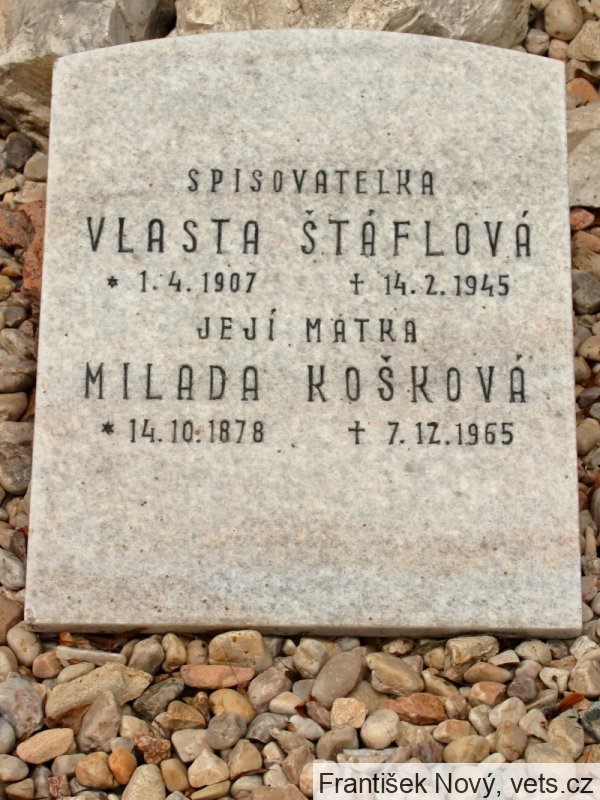 SPISOVATELKA
VLASTA ŠTÁFLOVÁ
* 1.4.1907 † 14.2.1945
JEJÍ MATKA
MILADA KOŠKOVÁ
* 14.10.1878 † 7.12.1965
František Nový, vets.cz